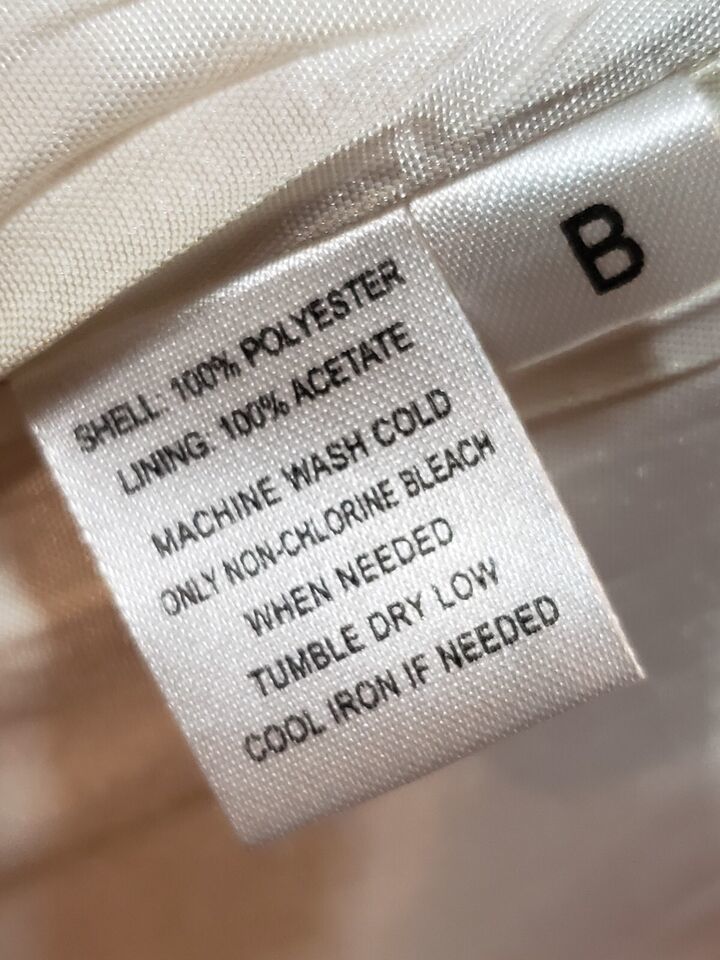 B
SHELL: 100% POLYESTER
LINING: 100% ACETATE
MACHINE WASH COLD
ONLY NON-CHLORINE BLEACH
WHEN NEEDED
TUMBLE DRY LOW
COOL IRON IF NEEDED